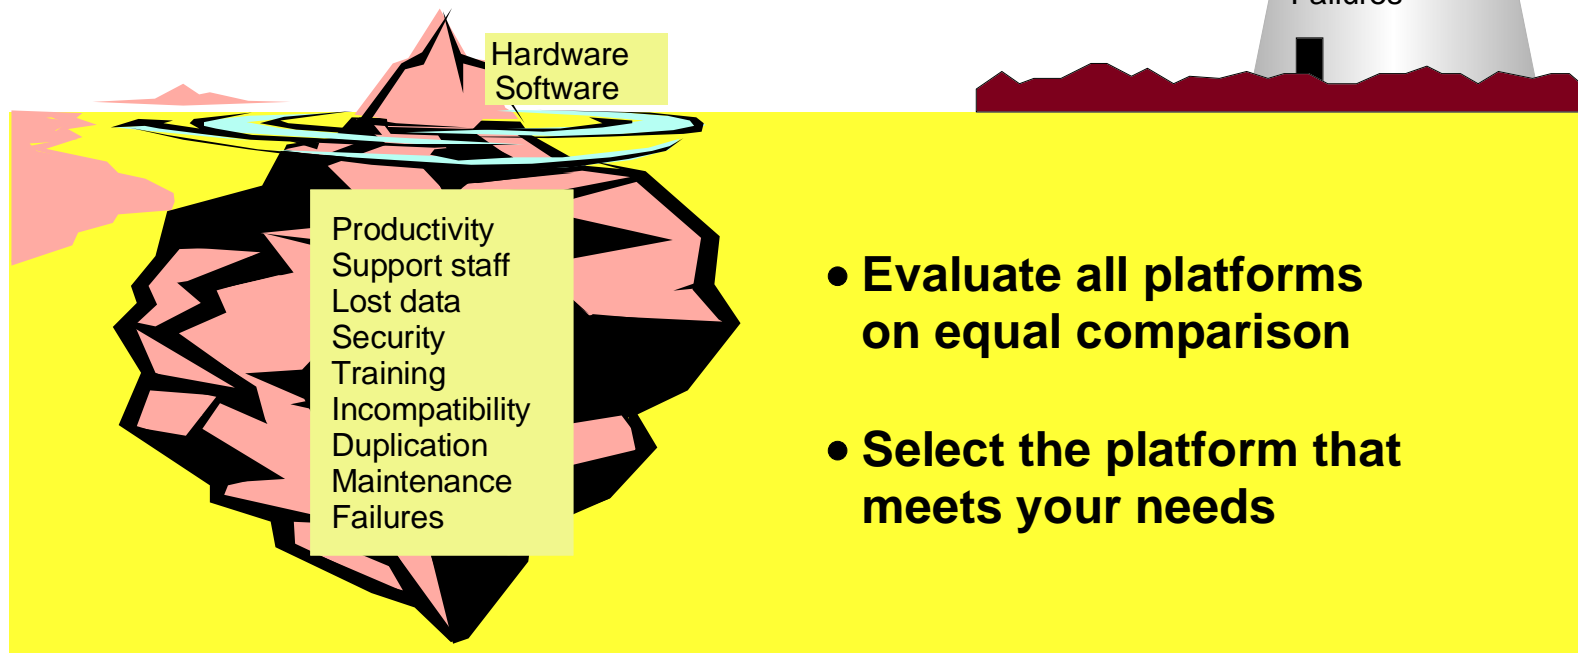 Failures
Hardware
Software
Productivity
Support staff
Lost data
Security
Training
Incompatibility
Duplication
Maintenance
Failures
• Evaluate all platforms
on equal comparison
• Select the platform that
meets your needs